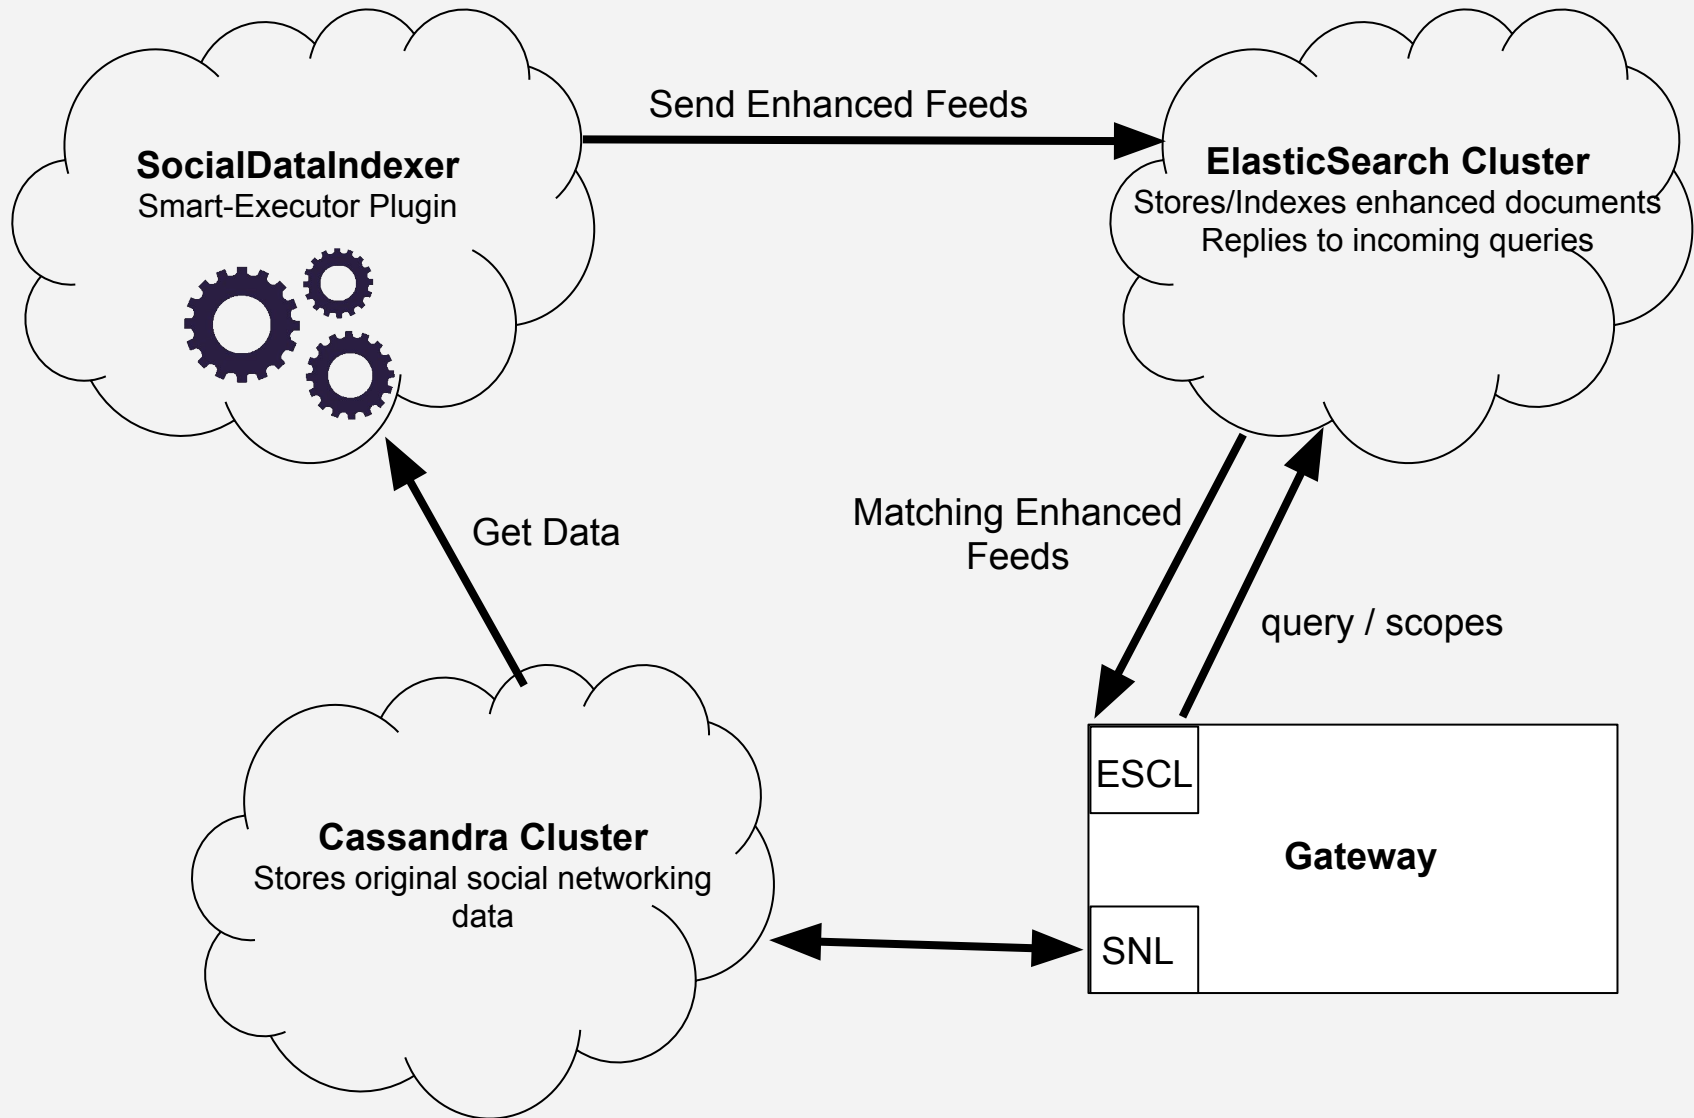 Send Enhanced Feeds
SocialDataIndexer
Smart-Executor Plugin
ElasticSearch Cluster
Stores/Indexes enhanced documents
Replies to incoming queries
Get Data
Matching Enhanced
Feeds
query / scopes
ESCL
Gateway
SNL
Cassandra Cluster
Stores original social networking
data